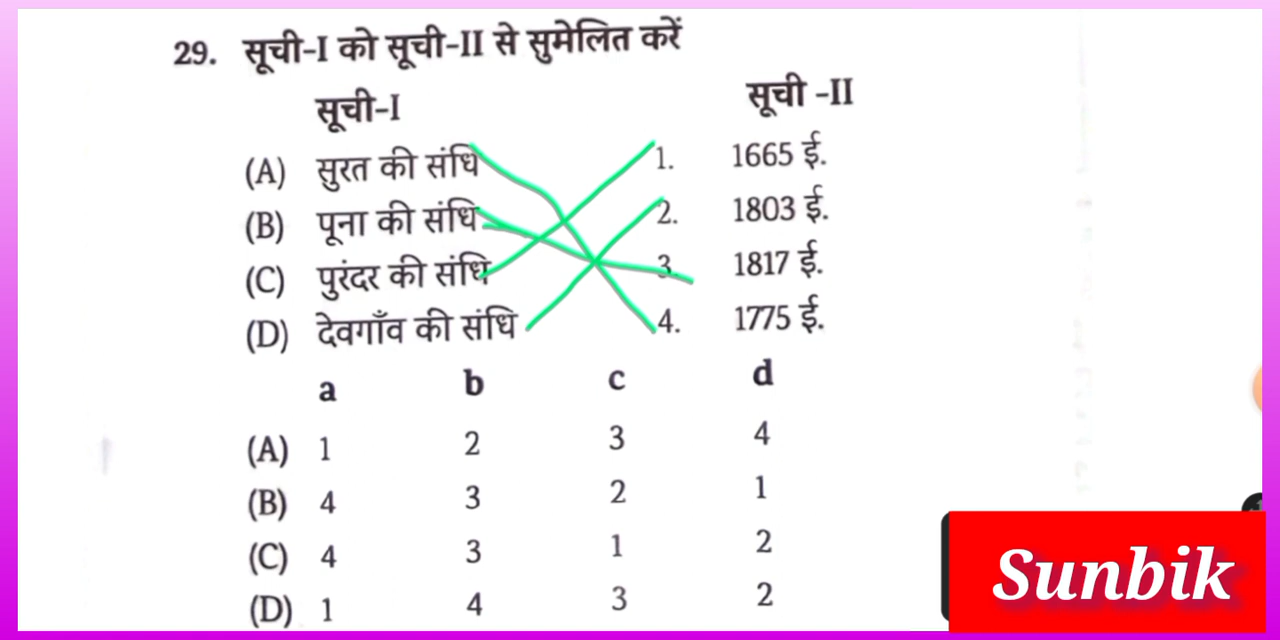 29. सूची-I को सूची-II से सुमेलित करें
सूची-I सूची -II
(A) सुरत की संधि 1. 1665 ई.
(B) पूना की संधि 2. 1803 ई.
(C) पुरंदर की संधि 3. 1817 ई.
(D) देवगाँव की संधि 4. 1775 ई.
a b c d
(A) 1 2 3 4
(B) 4 3 2 1
(C) 4 3 1 2
(D) 1 4 3 2
Sunbik